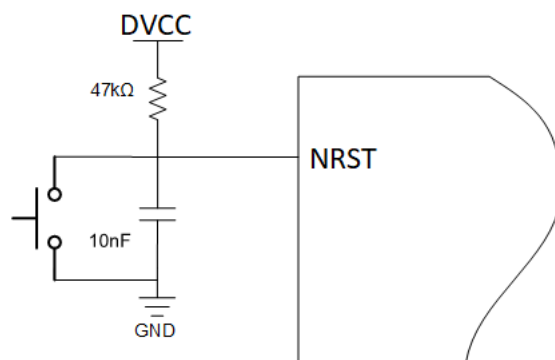 DVCC
47kΩ
NRST
10nF
GND